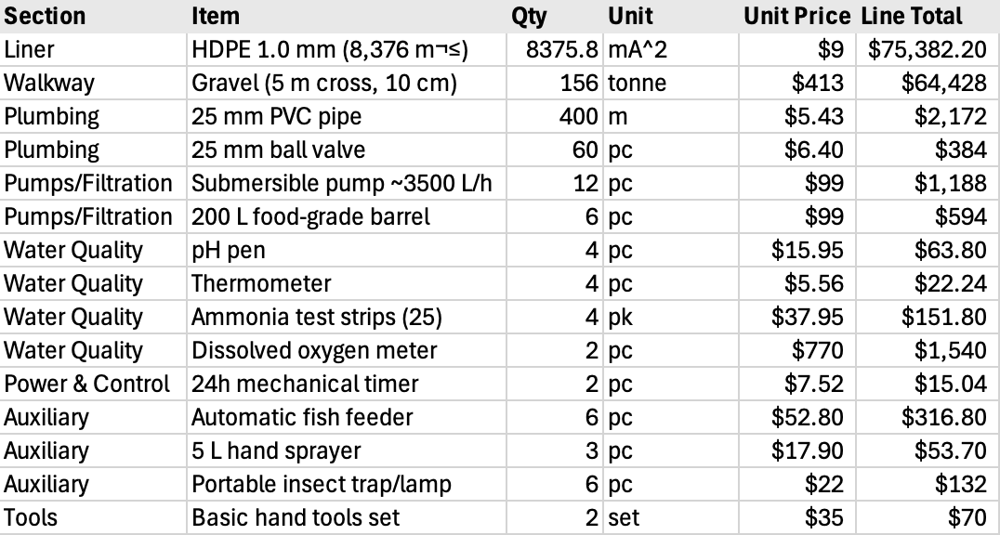 Section Item Qty Unit Unit Price Line Total
Liner HDPE 1.0 mm (8,376 m¬≤) 8375.8 mA^2 $9 $75,382.20
Walkway Gravel (5 m cross, 10 cm) 156 tonne $413 $64,428
Plumbing 25 mm PVC pipe 400 m $5.43 $2,172
Plumbing 25 mm ball valve 60 pc $6.40 $384
Pumps/Filtration Submersible pump ~3500 L/h 12 pc $99 $1,188
Pumps/Filtration 200 L food-grade barrel 6 pc $99 $594
Water Quality pH pen 4 pc $15.95 $63.80
Water Quality Thermometer 4 pc $5.56 $22.24
Water Quality Ammonia test strips (25) 4 pk $37.95 $151.80
Water Quality Dissolved oxygen meter 2 pc $770 $1,540
Power & Control 24h mechanical timer 2 pc $7.52 $15.04
Auxiliary Automatic fish feeder 6 pc $52.80 $316.80
Auxiliary 5 L hand sprayer 3 pc $17.90 $53.70
Auxiliary Portable insect trap/lamp 6 pc $22 $132
Tools Basic hand tools set 2 set $35 $70